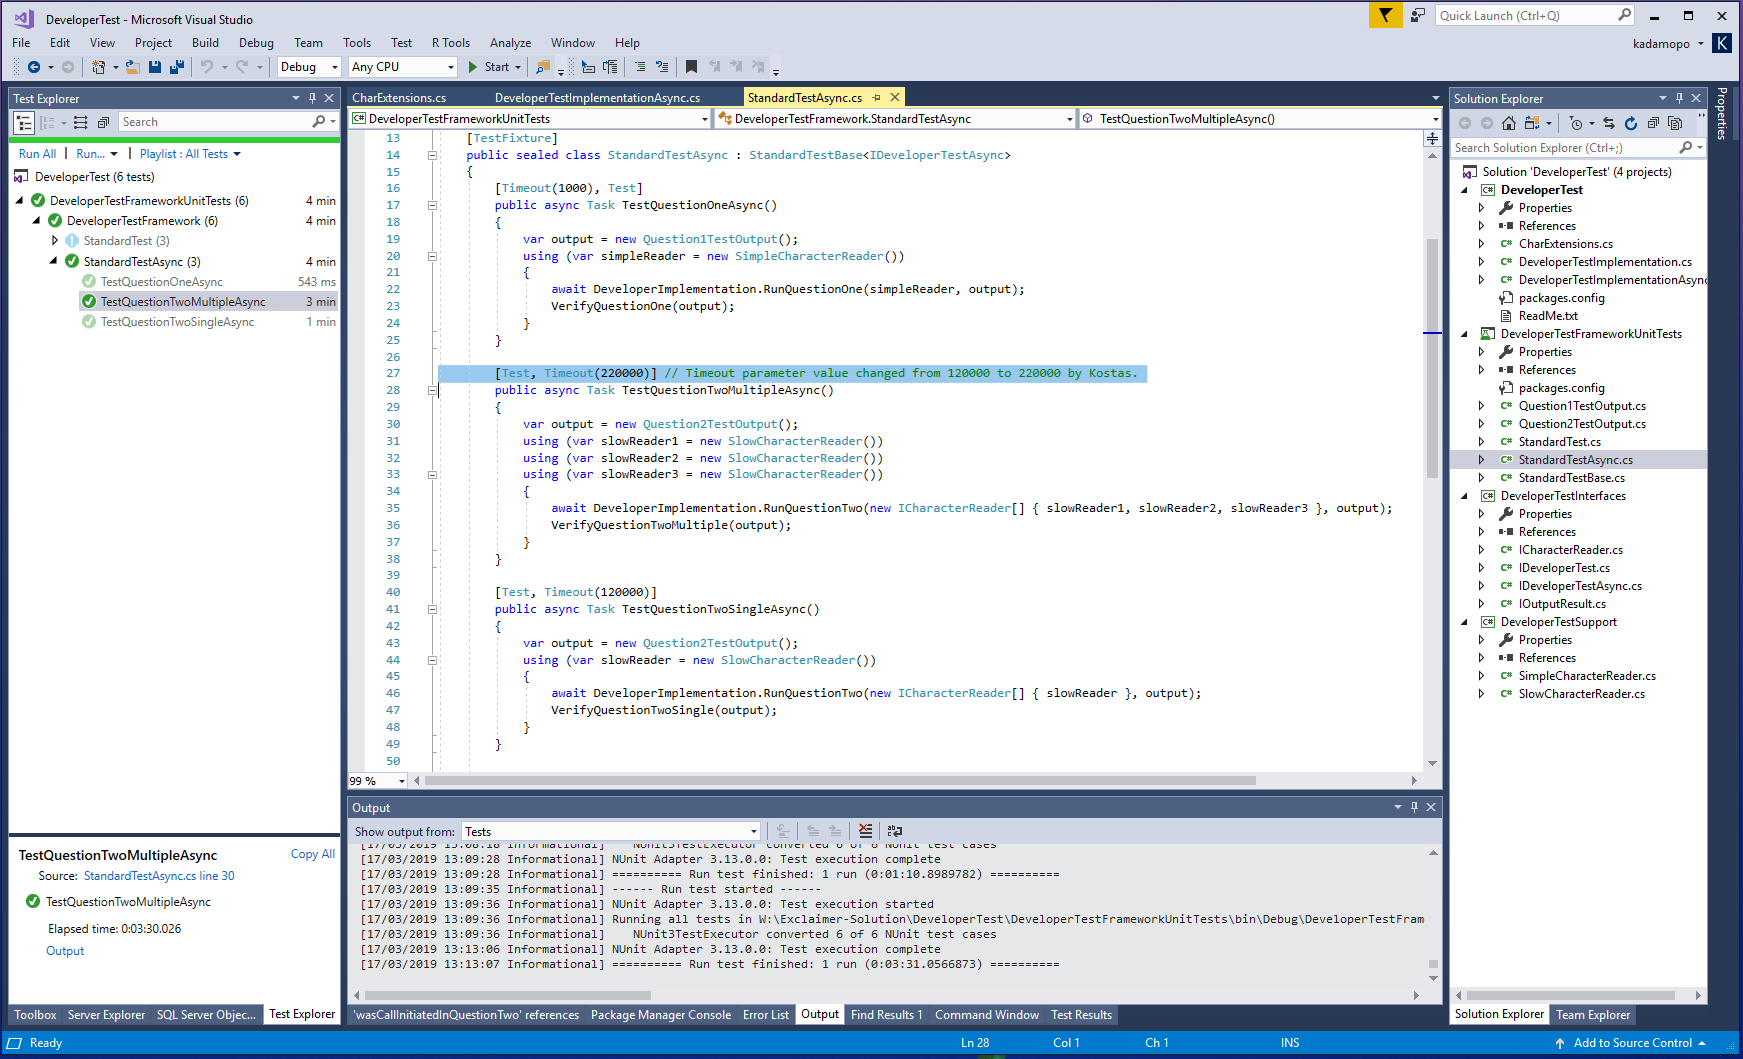 DeveloperTest - Microsoft Visual Studio
Quick Launch (Ctrl+Q)
File Edit View Project Build Debug Team Tools Test R Tools Analyze Window Help
kadamopo K
Debug Any CPU Start
Test Explorer
Search
Run All | Run... | Playlist : All Tests
DeveloperTest (6 tests)
DeveloperTestFrameworkUnitTests (6) 4 min
DeveloperTestFramework (6) 4 min
StandardTest (3)
StandardTestAsync (3) 4 min
TestQuestionOneAsync 543 ms
TestQuestionTwoMultipleAsync 3 min
TestQuestionTwoSingleAsync 1 min
TestQuestionTwoMultipleAsync Copy All
Source: StandardTestAsync.cs line 30
TestQuestionTwoMultipleAsync
Elapsed time: 0:03:30.026
Output
Toolbox Server Explorer SQL Server Objec... Test Explorer
CharExtensions.cs DeveloperTestImplementationAsync.cs StandardTestAsync.cs
DeveloperTestFrameworkUnitTests DeveloperTestFramework.StandardTestAsync TestQuestionTwoMultipleAsync()
13 [TestFixture]
14 public sealed class StandardTestAsync : StandardTestBase<IDeveloperTestAsync>
15 {
16 [Timeout(1000), Test]
17 public async Task TestQuestionOneAsync()
18 {
19 var output = new Question1TestOutput();
20 using (var simpleReader = new SimpleCharacterReader())
21 {
22 await DeveloperImplementation.RunQuestionOne(simpleReader, output);
23 VerifyQuestionOne(output);
24 }
25 }
26
27 [Test, Timeout(220000)] // Timeout parameter value changed from 120000 to 220000 by Kostas.
28 public async Task TestQuestionTwoMultipleAsync()
29 {
30 var output = new Question2TestOutput();
31 using (var slowReader1 = new SlowCharacterReader())
32 using (var slowReader2 = new SlowCharacterReader())
33 using (var slowReader3 = new SlowCharacterReader())
34 {
35 await DeveloperImplementation.RunQuestionTwo(new ICharacterReader[] { slowReader1, slowReader2, slowReader3 }, output);
36 VerifyQuestionTwoMultiple(output);
37 }
38 }
39
40 [Test, Timeout(120000)]
41 public async Task TestQuestionTwoSingleAsync()
42 {
43 var output = new Question2TestOutput();
44 using (var slowReader = new SlowCharacterReader())
45 {
46 await DeveloperImplementation.RunQuestionTwo(new ICharacterReader[] { slowReader }, output);
47 VerifyQuestionTwoSingle(output);
48 }
49 }
50
99 %
Output
Show output from: Tests
[17/03/2019 13:08:18 Informational] NUnit3TestExecutor converted 6 of 6 NUnit test cases
[17/03/2019 13:09:28 Informational] NUnit Adapter 3.13.0.0: Test execution complete
[17/03/2019 13:09:28 Informational] ========== Run test finished: 1 run (0:01:10.8989782) ==========
[17/03/2019 13:09:35 Informational] ------ Run test started ------
[17/03/2019 13:09:36 Informational] NUnit Adapter 3.13.0.0: Test execution started
[17/03/2019 13:09:36 Informational] Running all tests in W:\Exclaimer-Solution\DeveloperTest\DeveloperTestFrameworkUnitTests\bin\Debug\DeveloperTestFram
[17/03/2019 13:09:36 Informational] NUnit3TestExecutor converted 6 of 6 NUnit test cases
[17/03/2019 13:13:06 Informational] NUnit Adapter 3.13.0.0: Test execution complete
[17/03/2019 13:13:07 Informational] ========== Run test finished: 1 run (0:03:31.0566873) ==========
'wasCallInitiatedInQuestionTwo' references Package Manager Console Error List Output Find Results 1 Command Window Test Results
Solution Explorer
Search Solution Explorer (Ctrl+;)
Solution 'DeveloperTest' (4 projects)
DeveloperTest
Properties
References
CharExtensions.cs
DeveloperTestImplementation.cs
DeveloperTestImplementationAsync
packages.config
ReadMe.txt
DeveloperTestFrameworkUnitTests
Properties
References
packages.config
Question1TestOutput.cs
Question2TestOutput.cs
StandardTest.cs
StandardTestAsync.cs
StandardTestBase.cs
DeveloperTestInterfaces
Properties
References
ICharacterReader.cs
IDeveloperTest.cs
IDeveloperTestAsync.cs
IOutputResult.cs
DeveloperTestSupport
Properties
References
SimpleCharacterReader.cs
SlowCharacterReader.cs
Solution Explorer Team Explorer
Properties
Ready Ln 28 Col 1 Ch 1 INS Add to Source Control